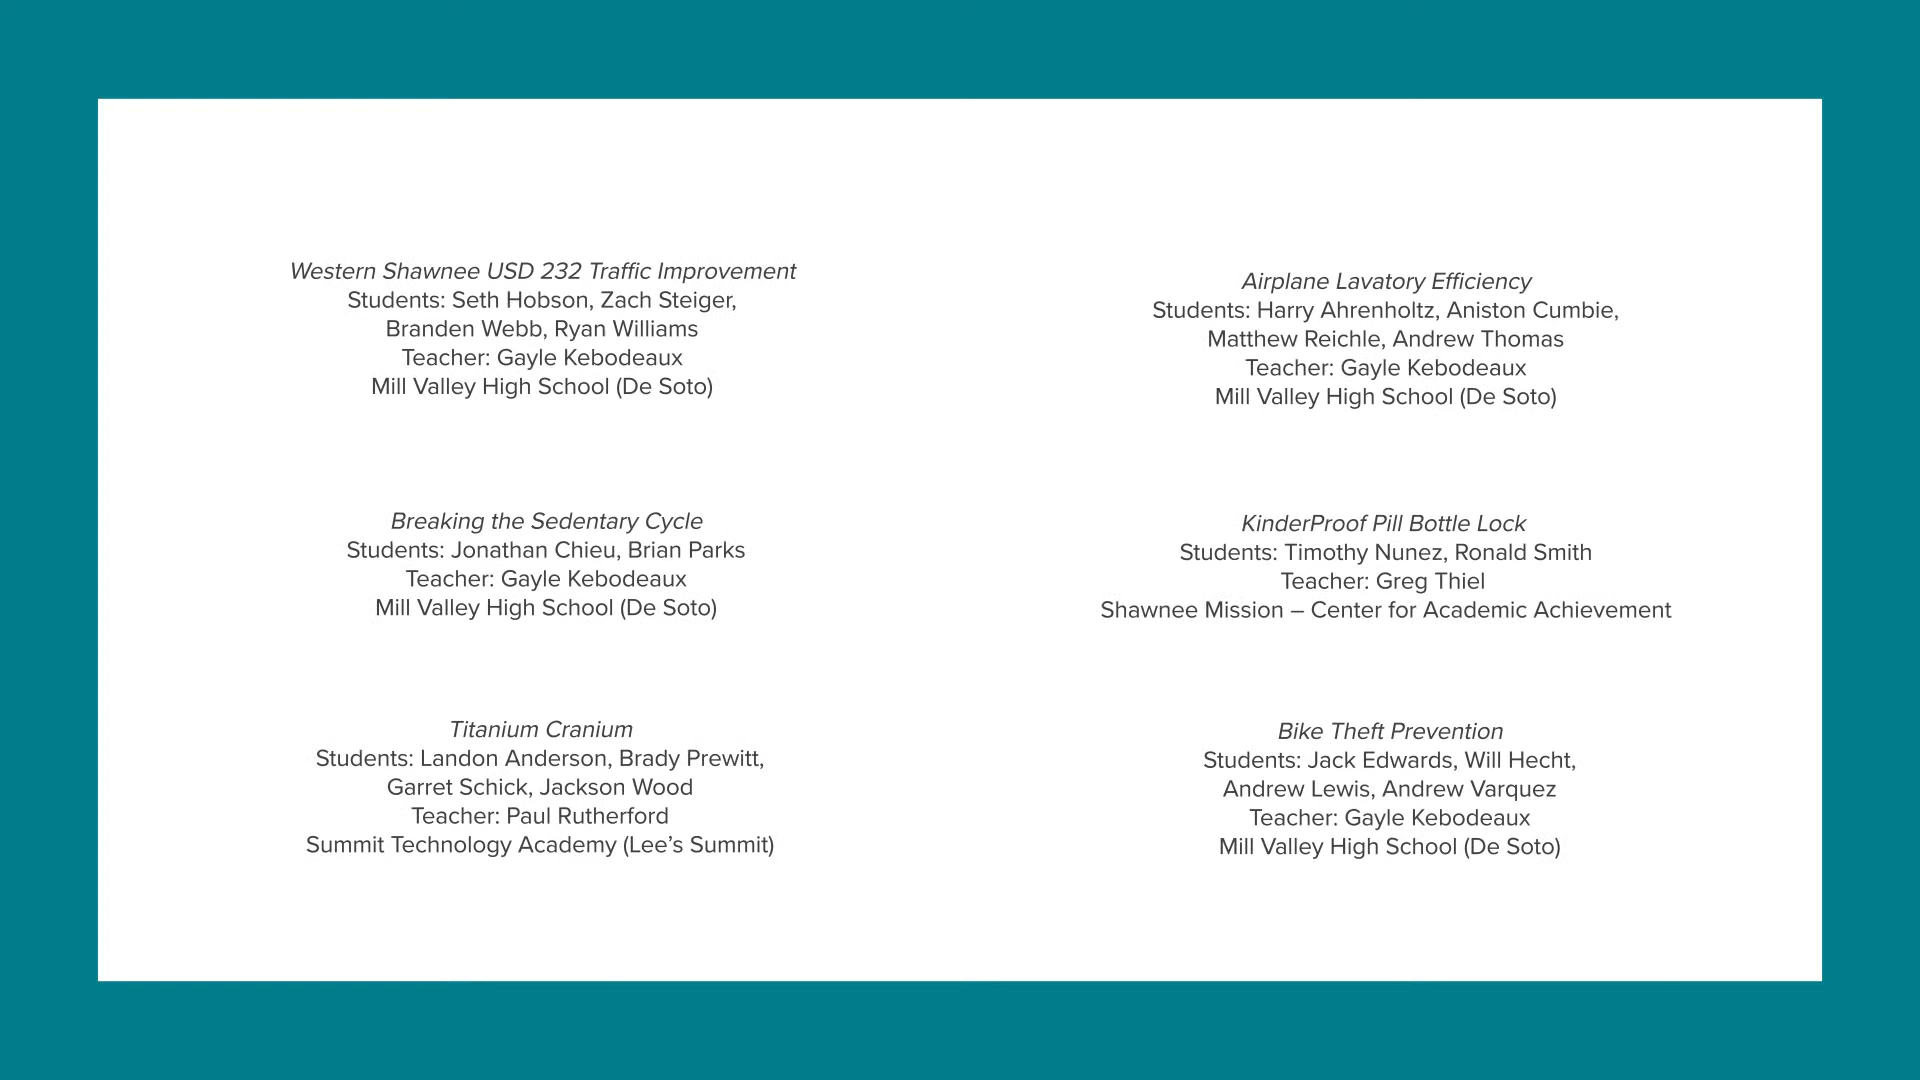 Western Shawnee USD 232 Traffic Improvement
Students: Seth Hobson, Zach Steiger,
Branden Webb, Ryan Williams
Teacher: Gayle Kebodeaux
Mill Valley High School (De Soto)
Breaking the Sedentary Cycle
Students: Jonathan Chieu, Brian Parks
Teacher: Gayle Kebodeaux
Mill Valley High School (De Soto)
Titanium Cranium
Students: Landon Anderson, Brady Prewitt,
Garret Schick, Jackson Wood
Teacher: Paul Rutherford
Summit Technology Academy (Lee’s Summit)
Airplane Lavatory Efficiency
Students: Harry Ahrenholtz, Aniston Cumbie,
Matthew Reichle, Andrew Thomas
Teacher: Gayle Kebodeaux
Mill Valley High School (De Soto)
KinderProof Pill Bottle Lock
Students: Timothy Nunez, Ronald Smith
Teacher: Greg Thiel
Shawnee Mission – Center for Academic Achievement
Bike Theft Prevention
Students: Jack Edwards, Will Hecht,
Andrew Lewis, Andrew Varquez
Teacher: Gayle Kebodeaux
Mill Valley High School (De Soto)